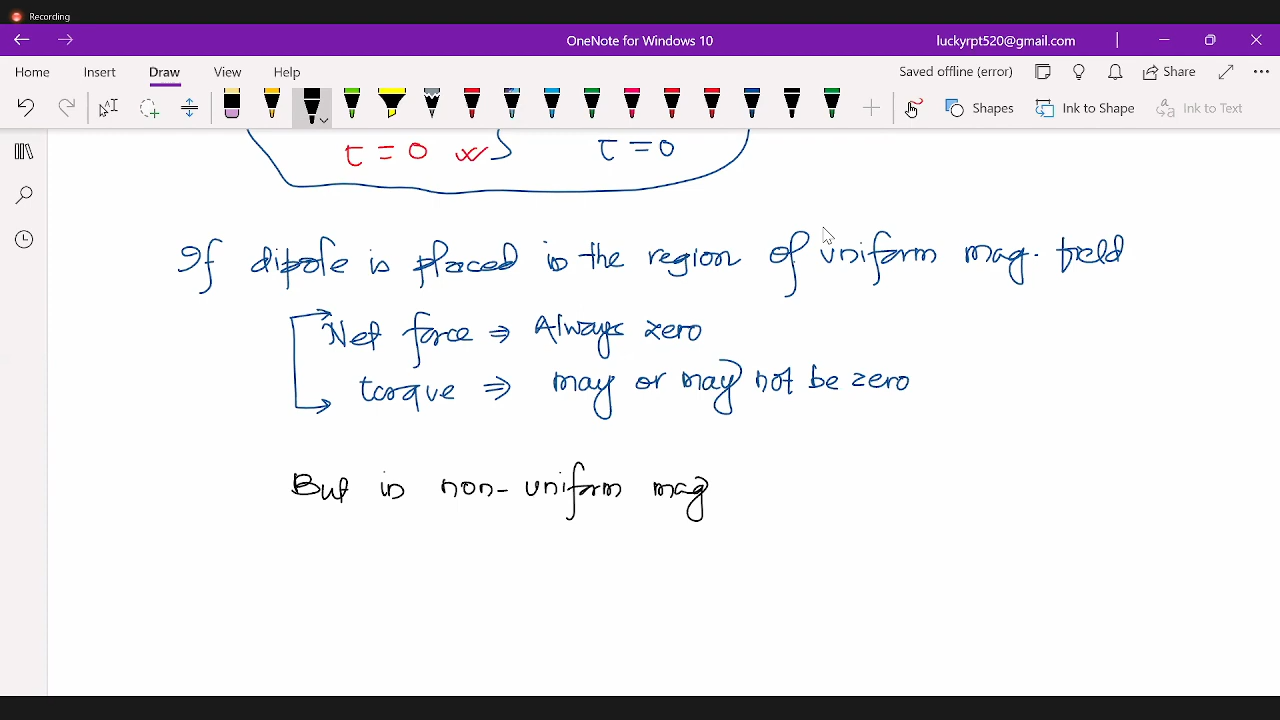 Recording
OneNote for Windows 10
luckyrpt520@gmail.com
Home Insert Draw View Help
Saved offline (error)
Share
Shapes
Ink to Shape
Ink to Text
τ = 0
τ = 0
If dipole is placed in the region of uniform mag. field
Net force ⇒ Always zero
torque ⇒ may or may not be zero
But in non-uniform mag